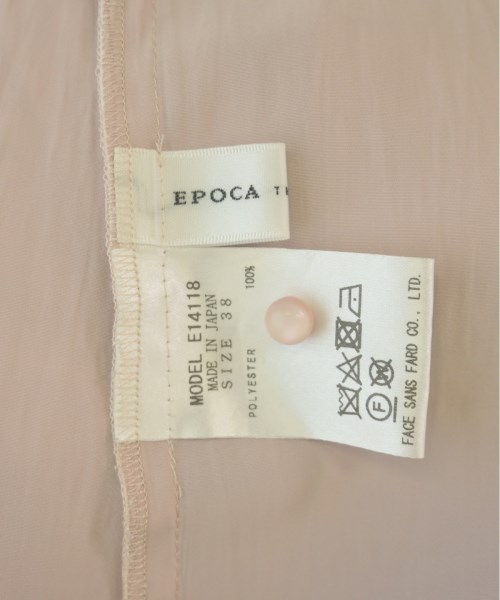 EPOCA
MODEL E14118
MADE IN JAPAN
SIZE 38
POLYESTER 100%
F
W
FACE SANS FARD CO., LTD.